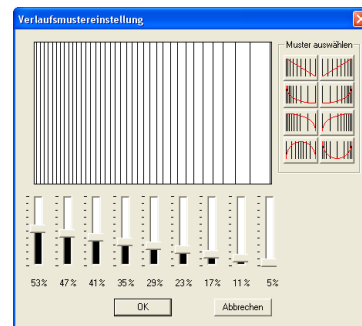 Verlaufsmustereinstellung
Muster auswählen
53% 47% 41% 35% 29% 23% 17% 11% 5%
OK Abbrechen